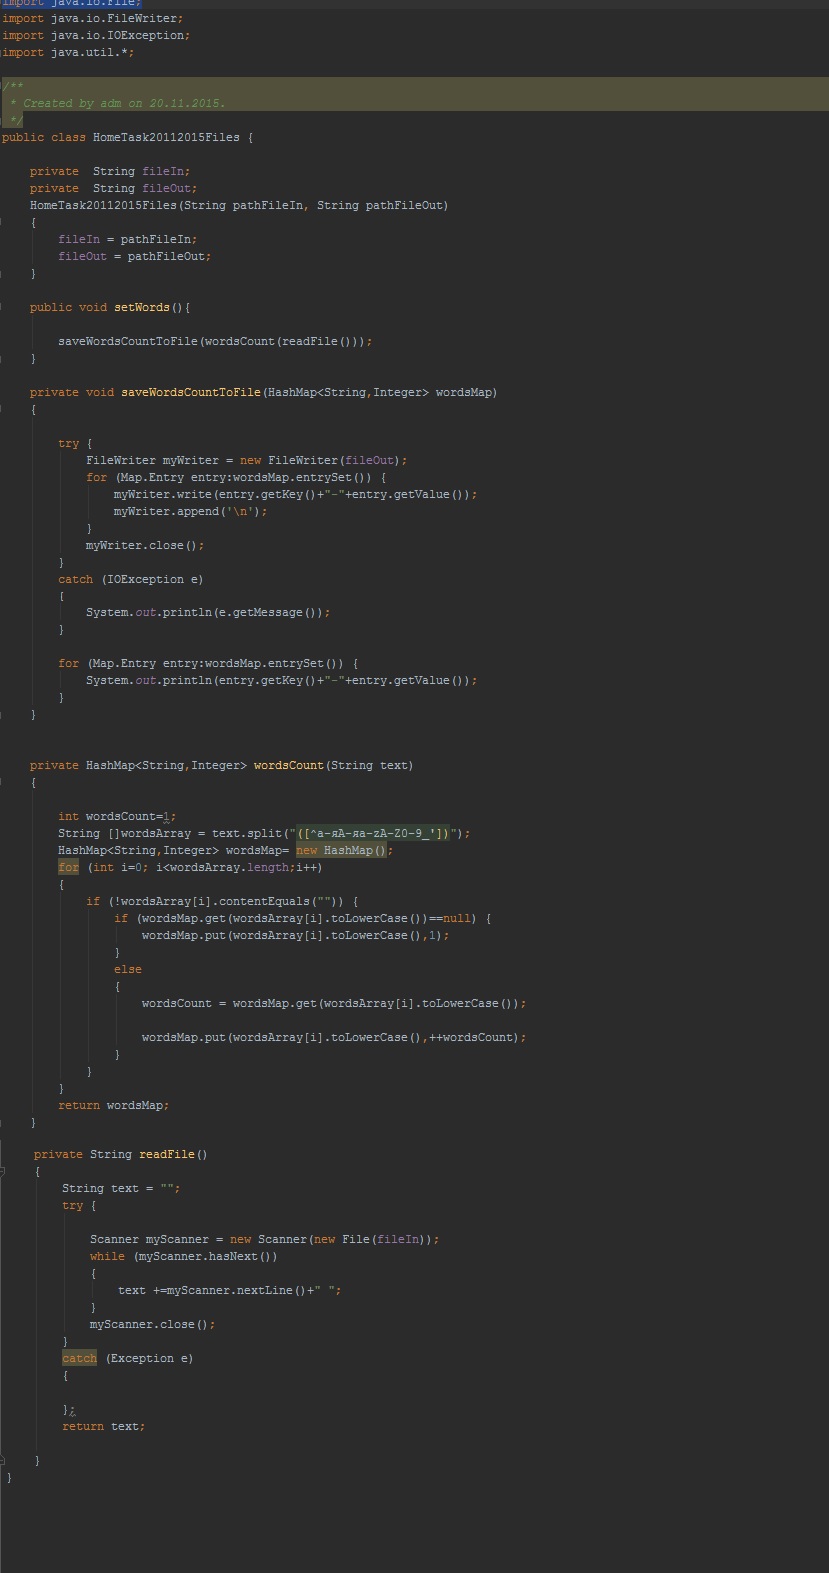 import java.io.File;
import java.io.FileWriter;
import java.io.IOException;
import java.util.*;
/**
* Created by adm on 20.11.2015.
*/
public class HomeTask20112015Files {
private  String fileIn;
private  String fileOut;
HomeTask20112015Files(String pathFileIn, String pathFileOut)
{
fileIn = pathFileIn;
fileOut = pathFileOut;
}
public void setWords(){
saveWordsCountToFile(wordsCount(readFile()));
}
private void saveWordsCountToFile(HashMap<String,Integer> wordsMap)
{
try {
FileWriter myWriter = new FileWriter(fileOut);
for (Map.Entry entry:wordsMap.entrySet()) {
myWriter.write(entry.getKey()+"-"+entry.getValue());
myWriter.append('\n');
}
myWriter.close();
}
catch (IOException e)
{
System.out.println(e.getMessage());
}
for (Map.Entry entry:wordsMap.entrySet()) {
System.out.println(entry.getKey()+"-"+entry.getValue());
}
}
private HashMap<String,Integer> wordsCount(String text)
{
int wordsCount=1;
String []wordsArray = text.split("([^а-яА-яa-zA-Z0-9_'])");
HashMap<String,Integer> wordsMap= new HashMap();
for (int i=0; i<wordsArray.length;i++)
{
if (!wordsArray[i].contentEquals("")) {
if (wordsMap.get(wordsArray[i].toLowerCase())==null) {
wordsMap.put(wordsArray[i].toLowerCase(),1);
}
else
{
wordsCount = wordsMap.get(wordsArray[i].toLowerCase());
wordsMap.put(wordsArray[i].toLowerCase(),++wordsCount);
}
}
}
return wordsMap;
}
private String readFile()
{
String text = "";
try {
Scanner myScanner = new Scanner(new File(fileIn));
while (myScanner.hasNext())
{
text +=myScanner.nextLine()+" ";
}
myScanner.close();
}
catch (Exception e)
{
};
return text;
}
}